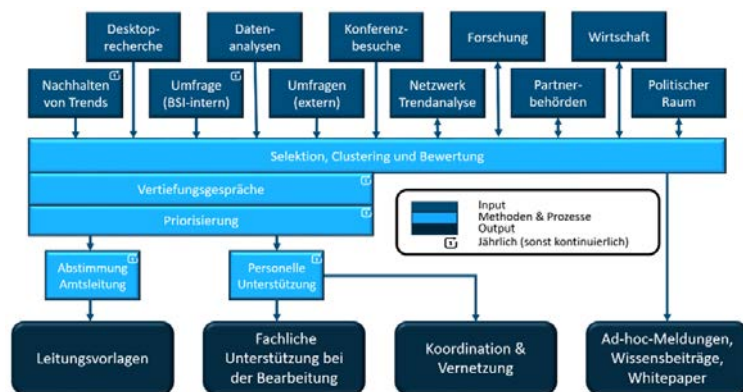 Desktop-
recherche
Daten-
analysen
Konferenz-
besuche
Forschung
Wirtschaft
Nachhalten
von Trends
Umfrage
(BSI-intern)
Umfragen
(extern)
Netzwerk
Trendanalyse
Partner-
behörden
Politischer
Raum
Selektion, Clustering und Bewertung
Vertiefungsgespräche
Priorisierung
Input
Methoden & Prozesse
Output
Jährlich (sonst kontinuierlich)
Abstimmung
Amtsleitung
Personelle
Unterstützung
Leitungsvorlagen
Fachliche
Unterstützung bei
der Bearbeitung
Koordination &
Vernetzung
Ad-hoc-Meldungen,
Wissensbeiträge,
Whitepaper